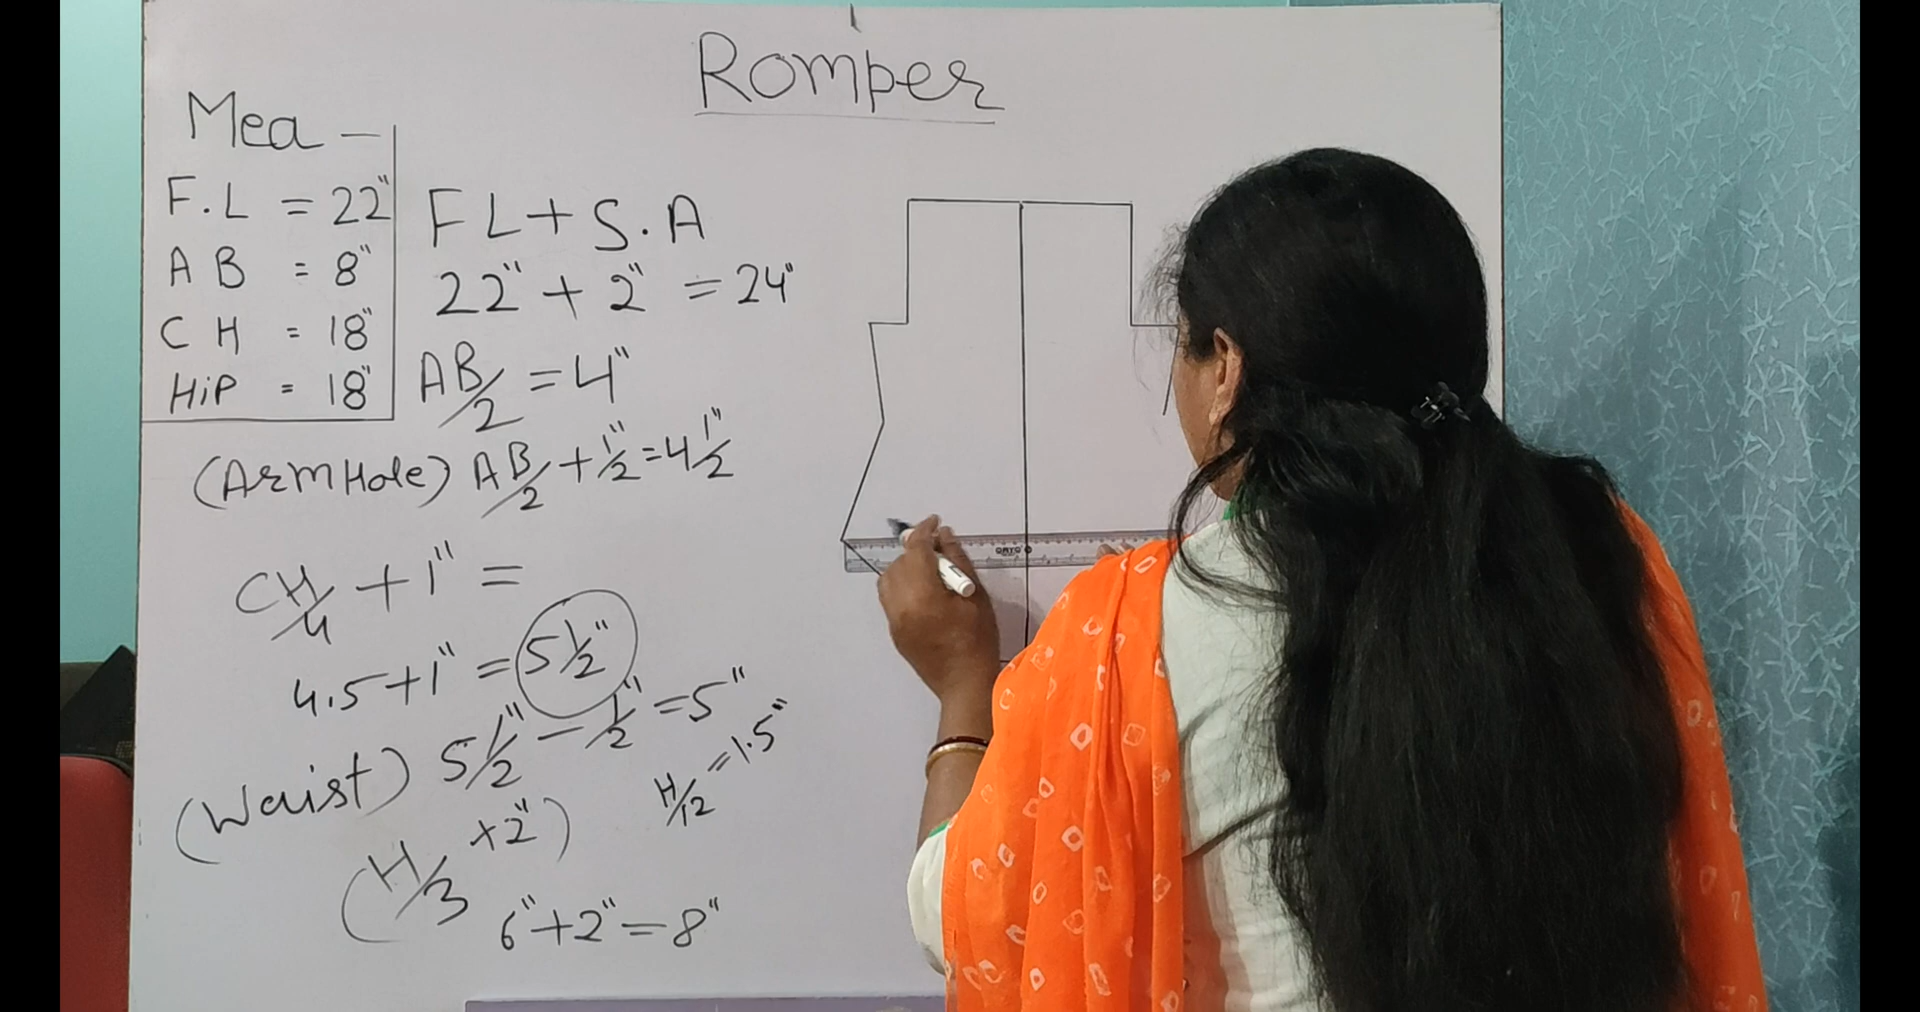 Romper
Mea -
F.L = 22"
A B = 8"
C H = 18"
HiP = 18"
FL + S.A
22" + 2" = 24"
AB/2 = 4"
(ArmHole) AB/2 + 1/2" = 4 1/2"
CH/4 + 1" =
4.5 + 1" = 5 1/2"
(Waist) 5 1/2" - 1/2" = 5"
H/12 = 1.5"
(H/3 + 2")
6" + 2" = 8"